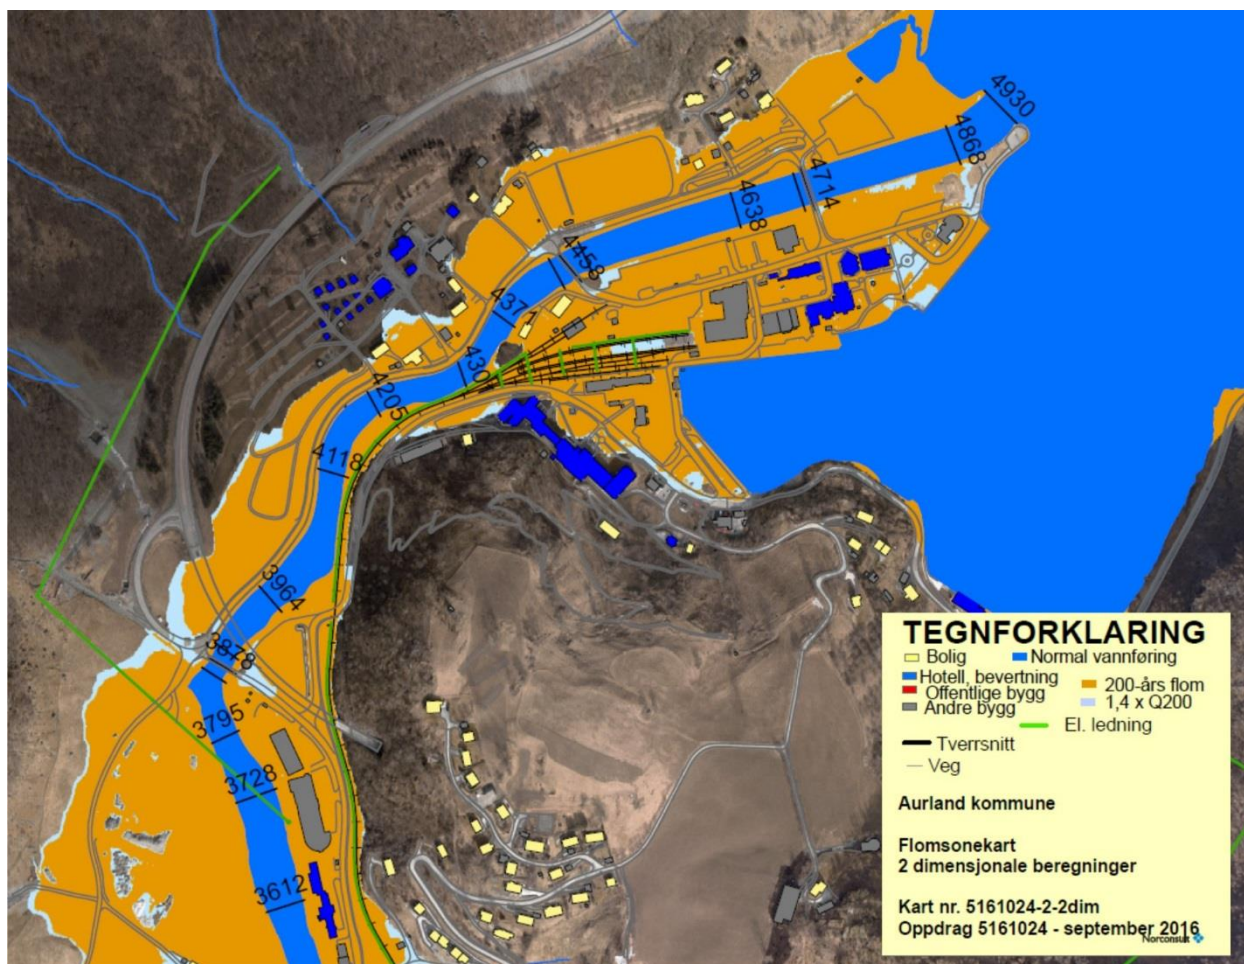 4930
4868
4714
4638
4458
4371
430
4205
4118
3964
3878
3795
3728
3612
TEGNFORKLARING
Bolig
Normal vannføring
Hotell, bevertning
Offentlige bygg
200-års flom
Andre bygg
1,4 x Q200
El. ledning
Tverrsnitt
Veg
Aurland kommune
Flomsonekart
2 dimensjonale beregninger
Kart nr. 5161024-2-2dim
Oppdrag 5161024 - september 2016
Norconsult